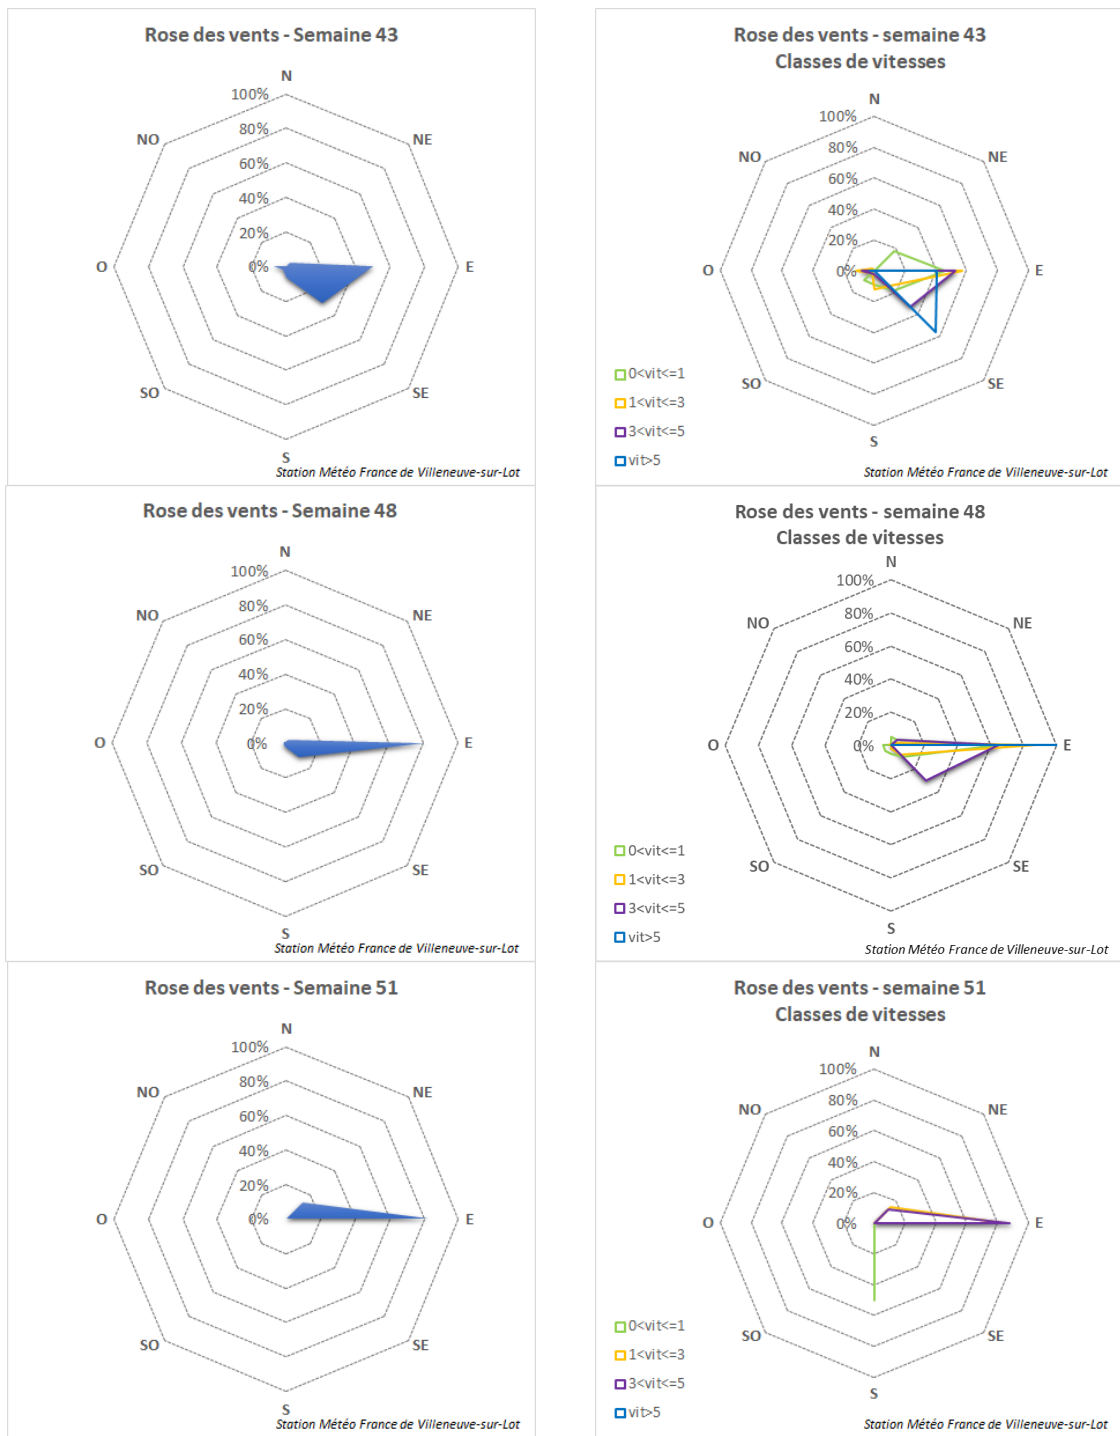 Rose des vents - Semaine 43
N
100%
80%
60%
40%
20%
0%
NO
NE
O
E
SO
SE
S
Station Météo France de Villeneuve-sur-Lot
Rose des vents - semaine 43
Classes de vitesses
N
100%
80%
60%
40%
20%
0%
NO
NE
O
E
SO
SE
S
0<vit<=1
1<vit<=3
3<vit<=5
vit>5
Station Météo France de Villeneuve-sur-Lot
Rose des vents - Semaine 48
N
100%
80%
60%
40%
20%
0%
NO
NE
O
E
SO
SE
S
Station Météo France de Villeneuve-sur-Lot
Rose des vents - semaine 48
Classes de vitesses
N
100%
80%
60%
40%
20%
0%
NO
NE
O
E
SO
SE
S
0<vit<=1
1<vit<=3
3<vit<=5
vit>5
Station Météo France de Villeneuve-sur-Lot
Rose des vents - Semaine 51
N
100%
80%
60%
40%
20%
0%
NO
NE
O
E
SO
SE
S
Station Météo France de Villeneuve-sur-Lot
Rose des vents - semaine 51
Classes de vitesses
N
100%
80%
60%
40%
20%
0%
NO
NE
O
E
SO
SE
S
0<vit<=1
1<vit<=3
3<vit<=5
vit>5
Station Météo France de Villeneuve-sur-Lot